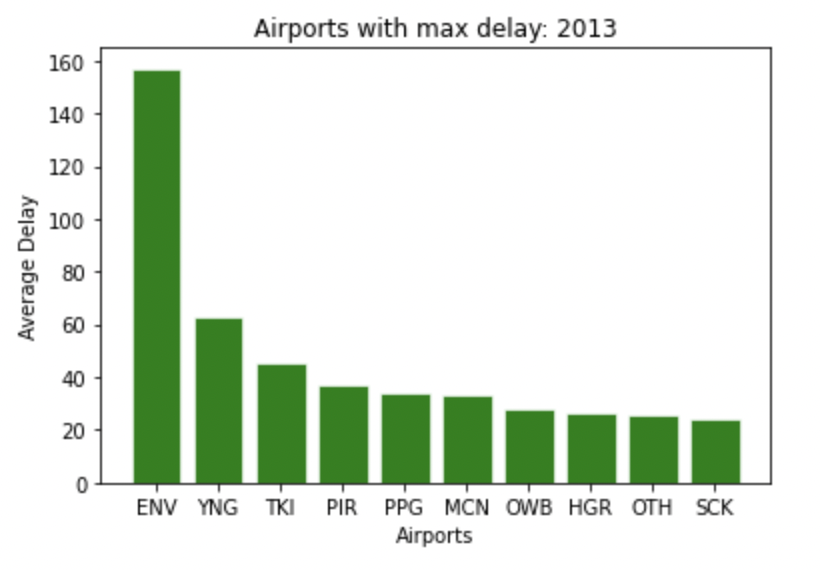 Airports with max delay: 2013
160
140
120
100
80
60
40
20
0
Average Delay
ENV YNG TKI PIR PPG MCN OWB HGR OTH SCK
Airports